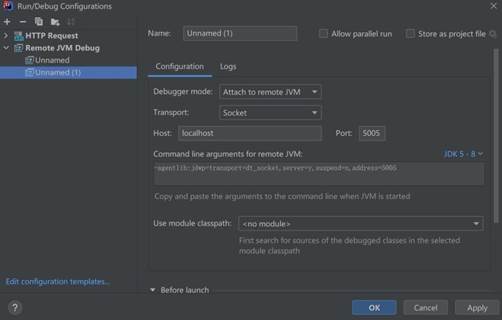 Run/Debug Configurations
HTTP Request
Remote JVM Debug
Unnamed
Unnamed (1)
Edit configuration templates...
Name: Unnamed (1) Allow parallel run Store as project file
Configuration Logs
Debugger mode: Attach to remote JVM
Transport: Socket
Host: localhost Port: 5005
Command line arguments for remote JVM: JDK 5 - 8
-agentlib:jdwp=transport=dt_socket,server=y,suspend=n,address=5005
Copy and paste the arguments to the command line when JVM is started
Use module classpath: <no module>
First search for sources of the debugged classes in the selected
module classpath
Before launch
? OK Cancel Apply